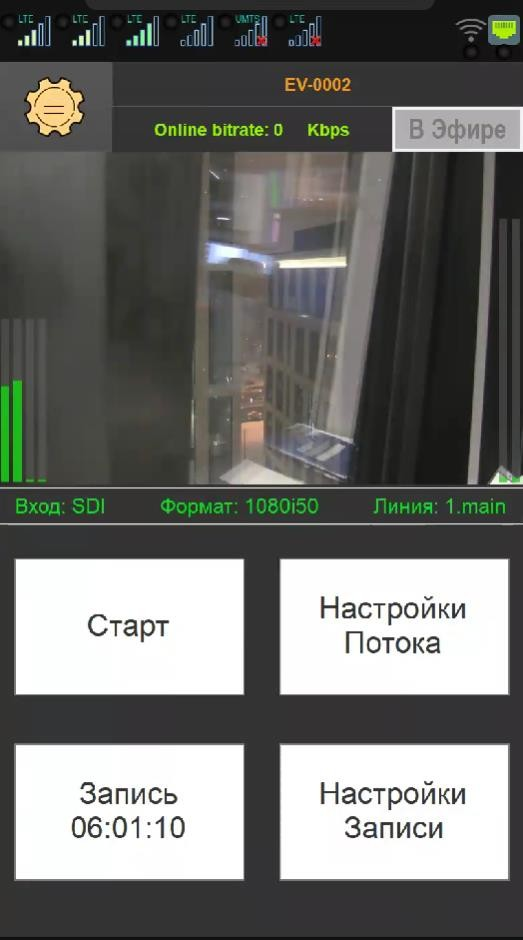 LTE LTE LTE LTE UMTS LTE
EV-0002
Online bitrate: 0 Kbps
В Эфире
Вход: SDI Формат: 1080i50 Линия: 1.main
Старт
Настройки
Потока
Запись
06:01:10
Настройки
Записи